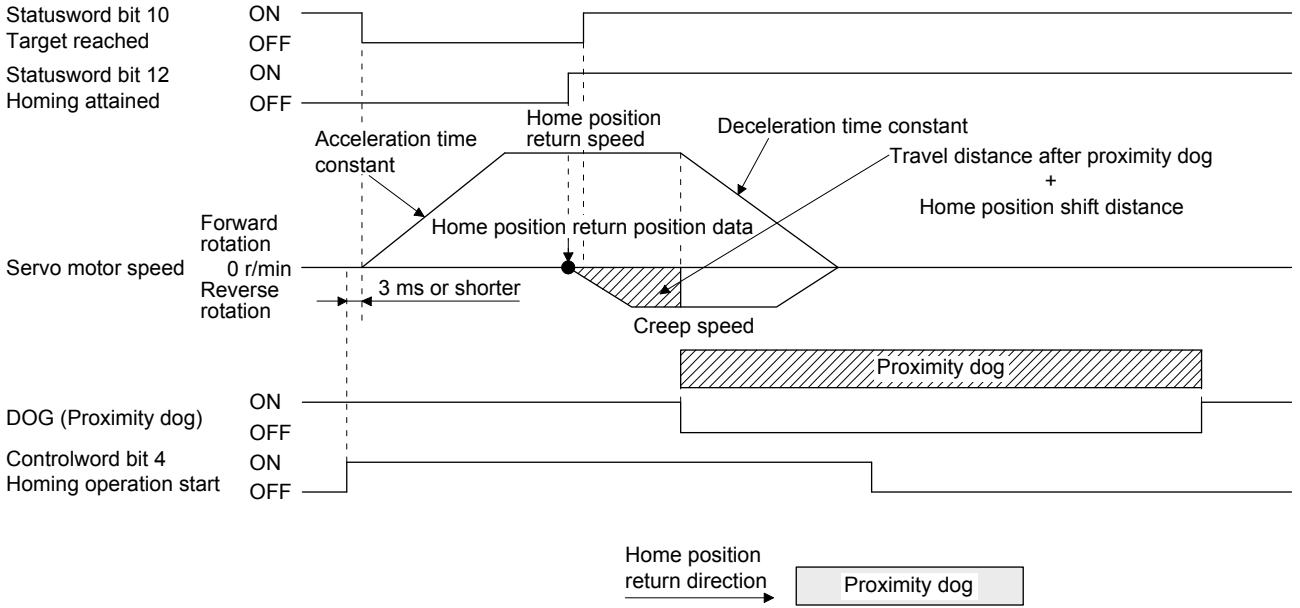 Statusword bit 10
ON
Target reached
OFF
Statusword bit 12
ON
Homing attained
OFF
Home position
return speed
Acceleration time
constant
Deceleration time constant
Travel distance after proximity dog
+
Home position shift distance
Home position return position data
Forward
rotation
Servo motor speed
0 r/min
Reverse
rotation
3 ms or shorter
Creep speed
Proximity dog
ON
DOG (Proximity dog)
OFF
Controlword bit 4
ON
Homing operation start
OFF
Home position
return direction
Proximity dog